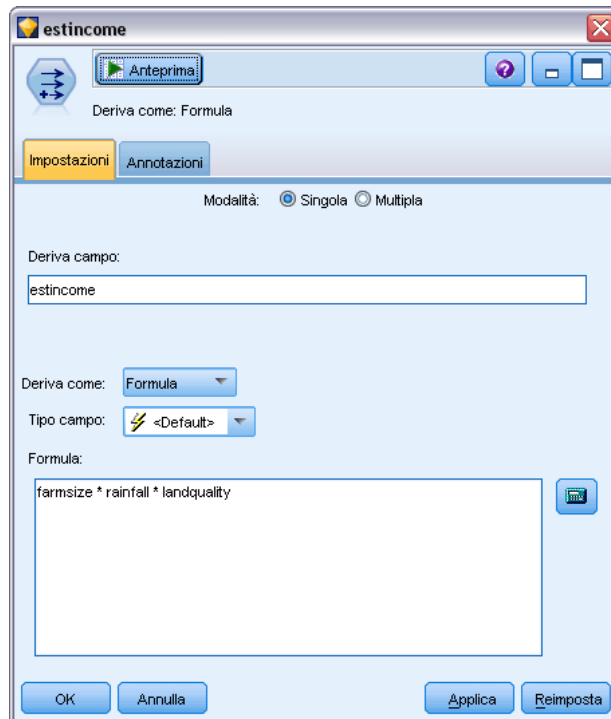 estincome
Anteprima
Deriva come: Formula
Impostazioni Annotazioni
Modalità: Singola Multipla
Deriva campo:
estincome
Deriva come: Formula
Tipo campo: <Default>
Formula:
farmsize * rainfall * landquality
OK Annulla Applica Reimposta